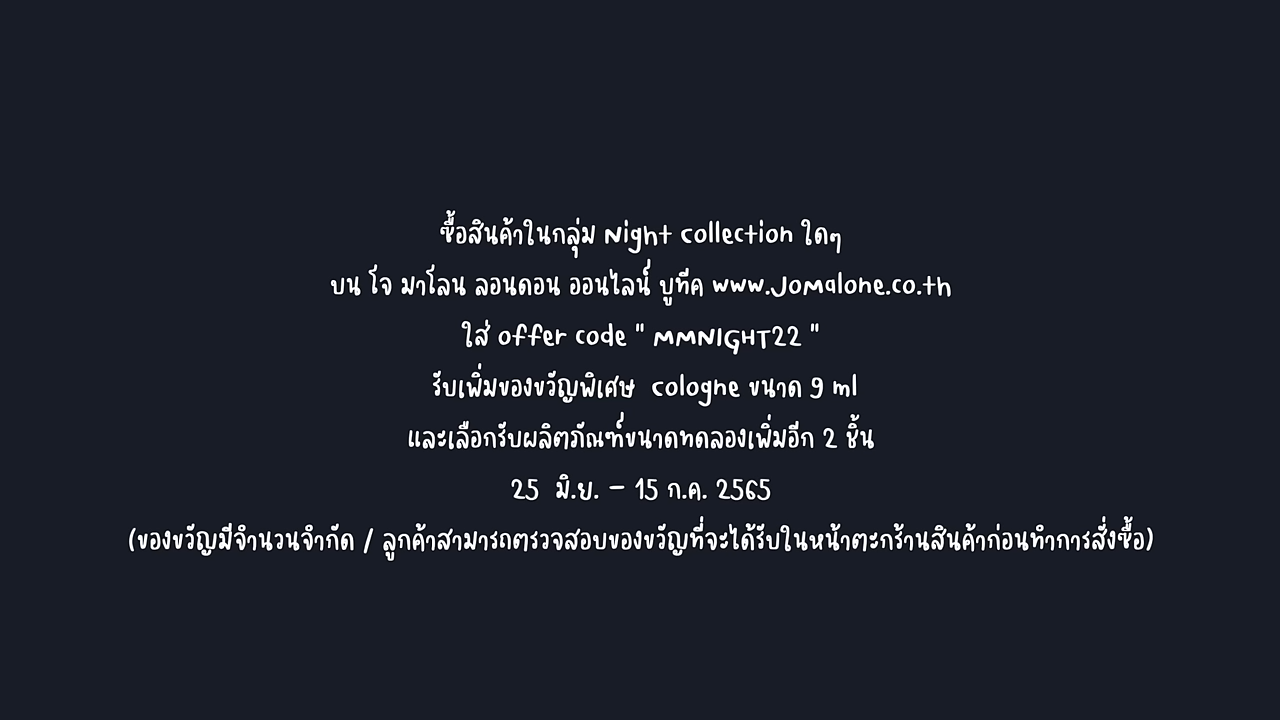 ซื้อสินค้าในกลุ่ม Night Collection ใดๆ
บน โจ มาโลน ลอนดอน ออนไลน์ บูทีค www.JoMalone.co.th
ใส่ offer code " MMNIGHT22 "
รับเพิ่มของขวัญพิเศษ cologne ขนาด 9 ml
และเลือกรับผลิตภัณฑ์ขนาดทดลองเพิ่มอีก 2 ชิ้น
25 มิ.ย. - 15 ก.ค. 2565
(ของขวัญมีจำนวนจำกัด / ลูกค้าสามารถตรวจสอบของขวัญที่จะได้รับในหน้าตะกร้านสินค้าก่อนทำการสั่งซื้อ)